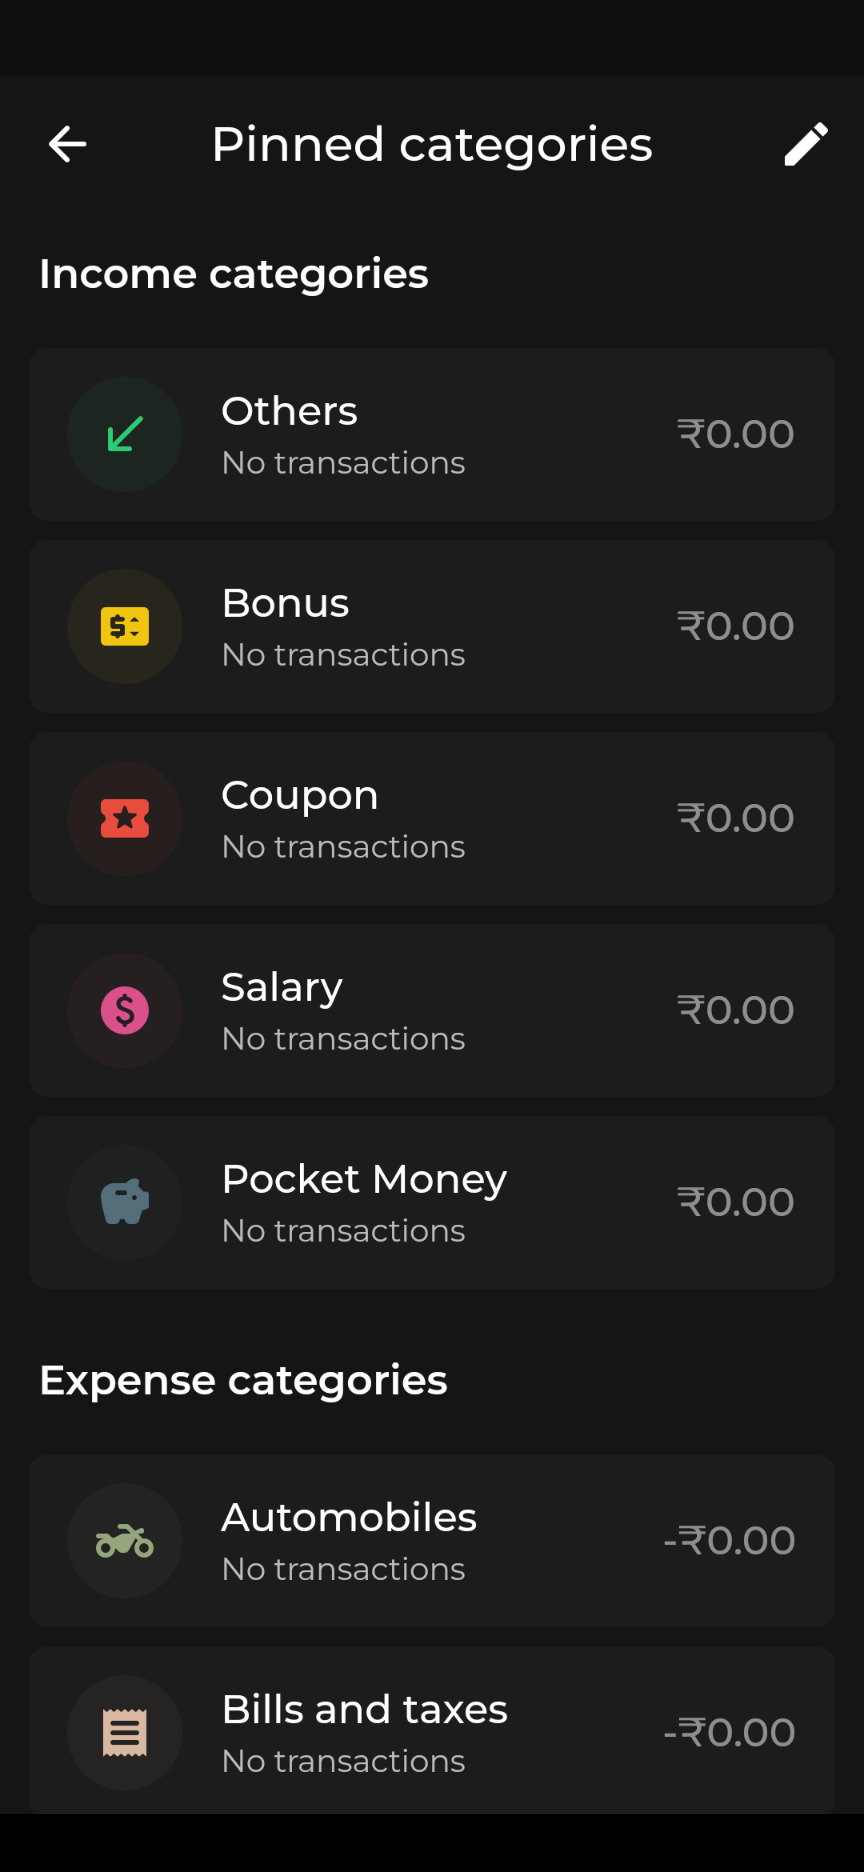 Pinned categories
Income categories
Others
No transactions
₹0.00
Bonus
No transactions
₹0.00
Coupon
No transactions
₹0.00
Salary
No transactions
₹0.00
Pocket Money
No transactions
₹0.00
Expense categories
Automobiles
No transactions
-₹0.00
Bills and taxes
No transactions
-₹0.00